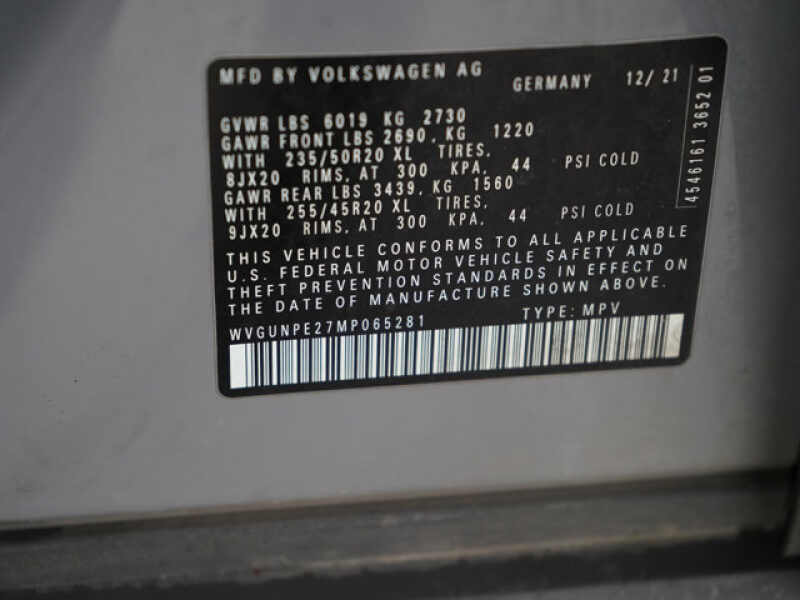 MFD BY VOLKSWAGEN AG GERMANY 12/ 21
GVWR LBS 6019 KG 2730
GAWR FRONT LBS 2690, KG 1220
WITH 235/50R20 XL TIRES,
8JX20 RIMS, AT 300 KPA, 44 PSI COLD
GAWR REAR LBS 3439, KG 1560
WITH 255/45R20 XL TIRES,
9JX20 RIMS, AT 300 KPA, 44 PSI COLD
THIS VEHICLE CONFORMS TO ALL APPLICABLE
U.S. FEDERAL MOTOR VEHICLE SAFETY AND
THEFT PREVENTION STANDARDS IN EFFECT ON
THE DATE OF MANUFACTURE SHOWN ABOVE.
WVGUNPE27MP065281 TYPE: MPV
4546161 3652 01